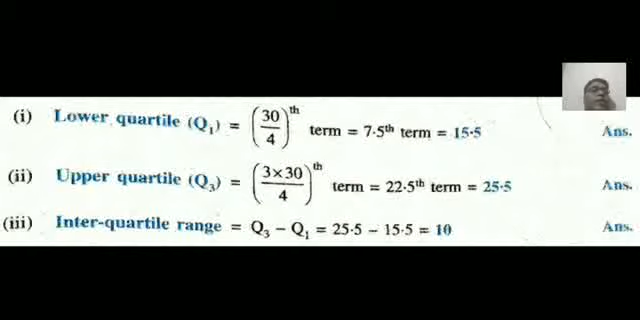 (i) Lower quartile (Q₁) = (30/4)ᵗʰ term = 7·5ᵗʰ term = 15·5 Ans.
(ii) Upper quartile (Q₃) = (3×30/4)ᵗʰ term = 22·5ᵗʰ term = 25·5 Ans.
(iii) Inter-quartile range = Q₃ – Q₁ = 25·5 – 15·5 = 10 Ans.